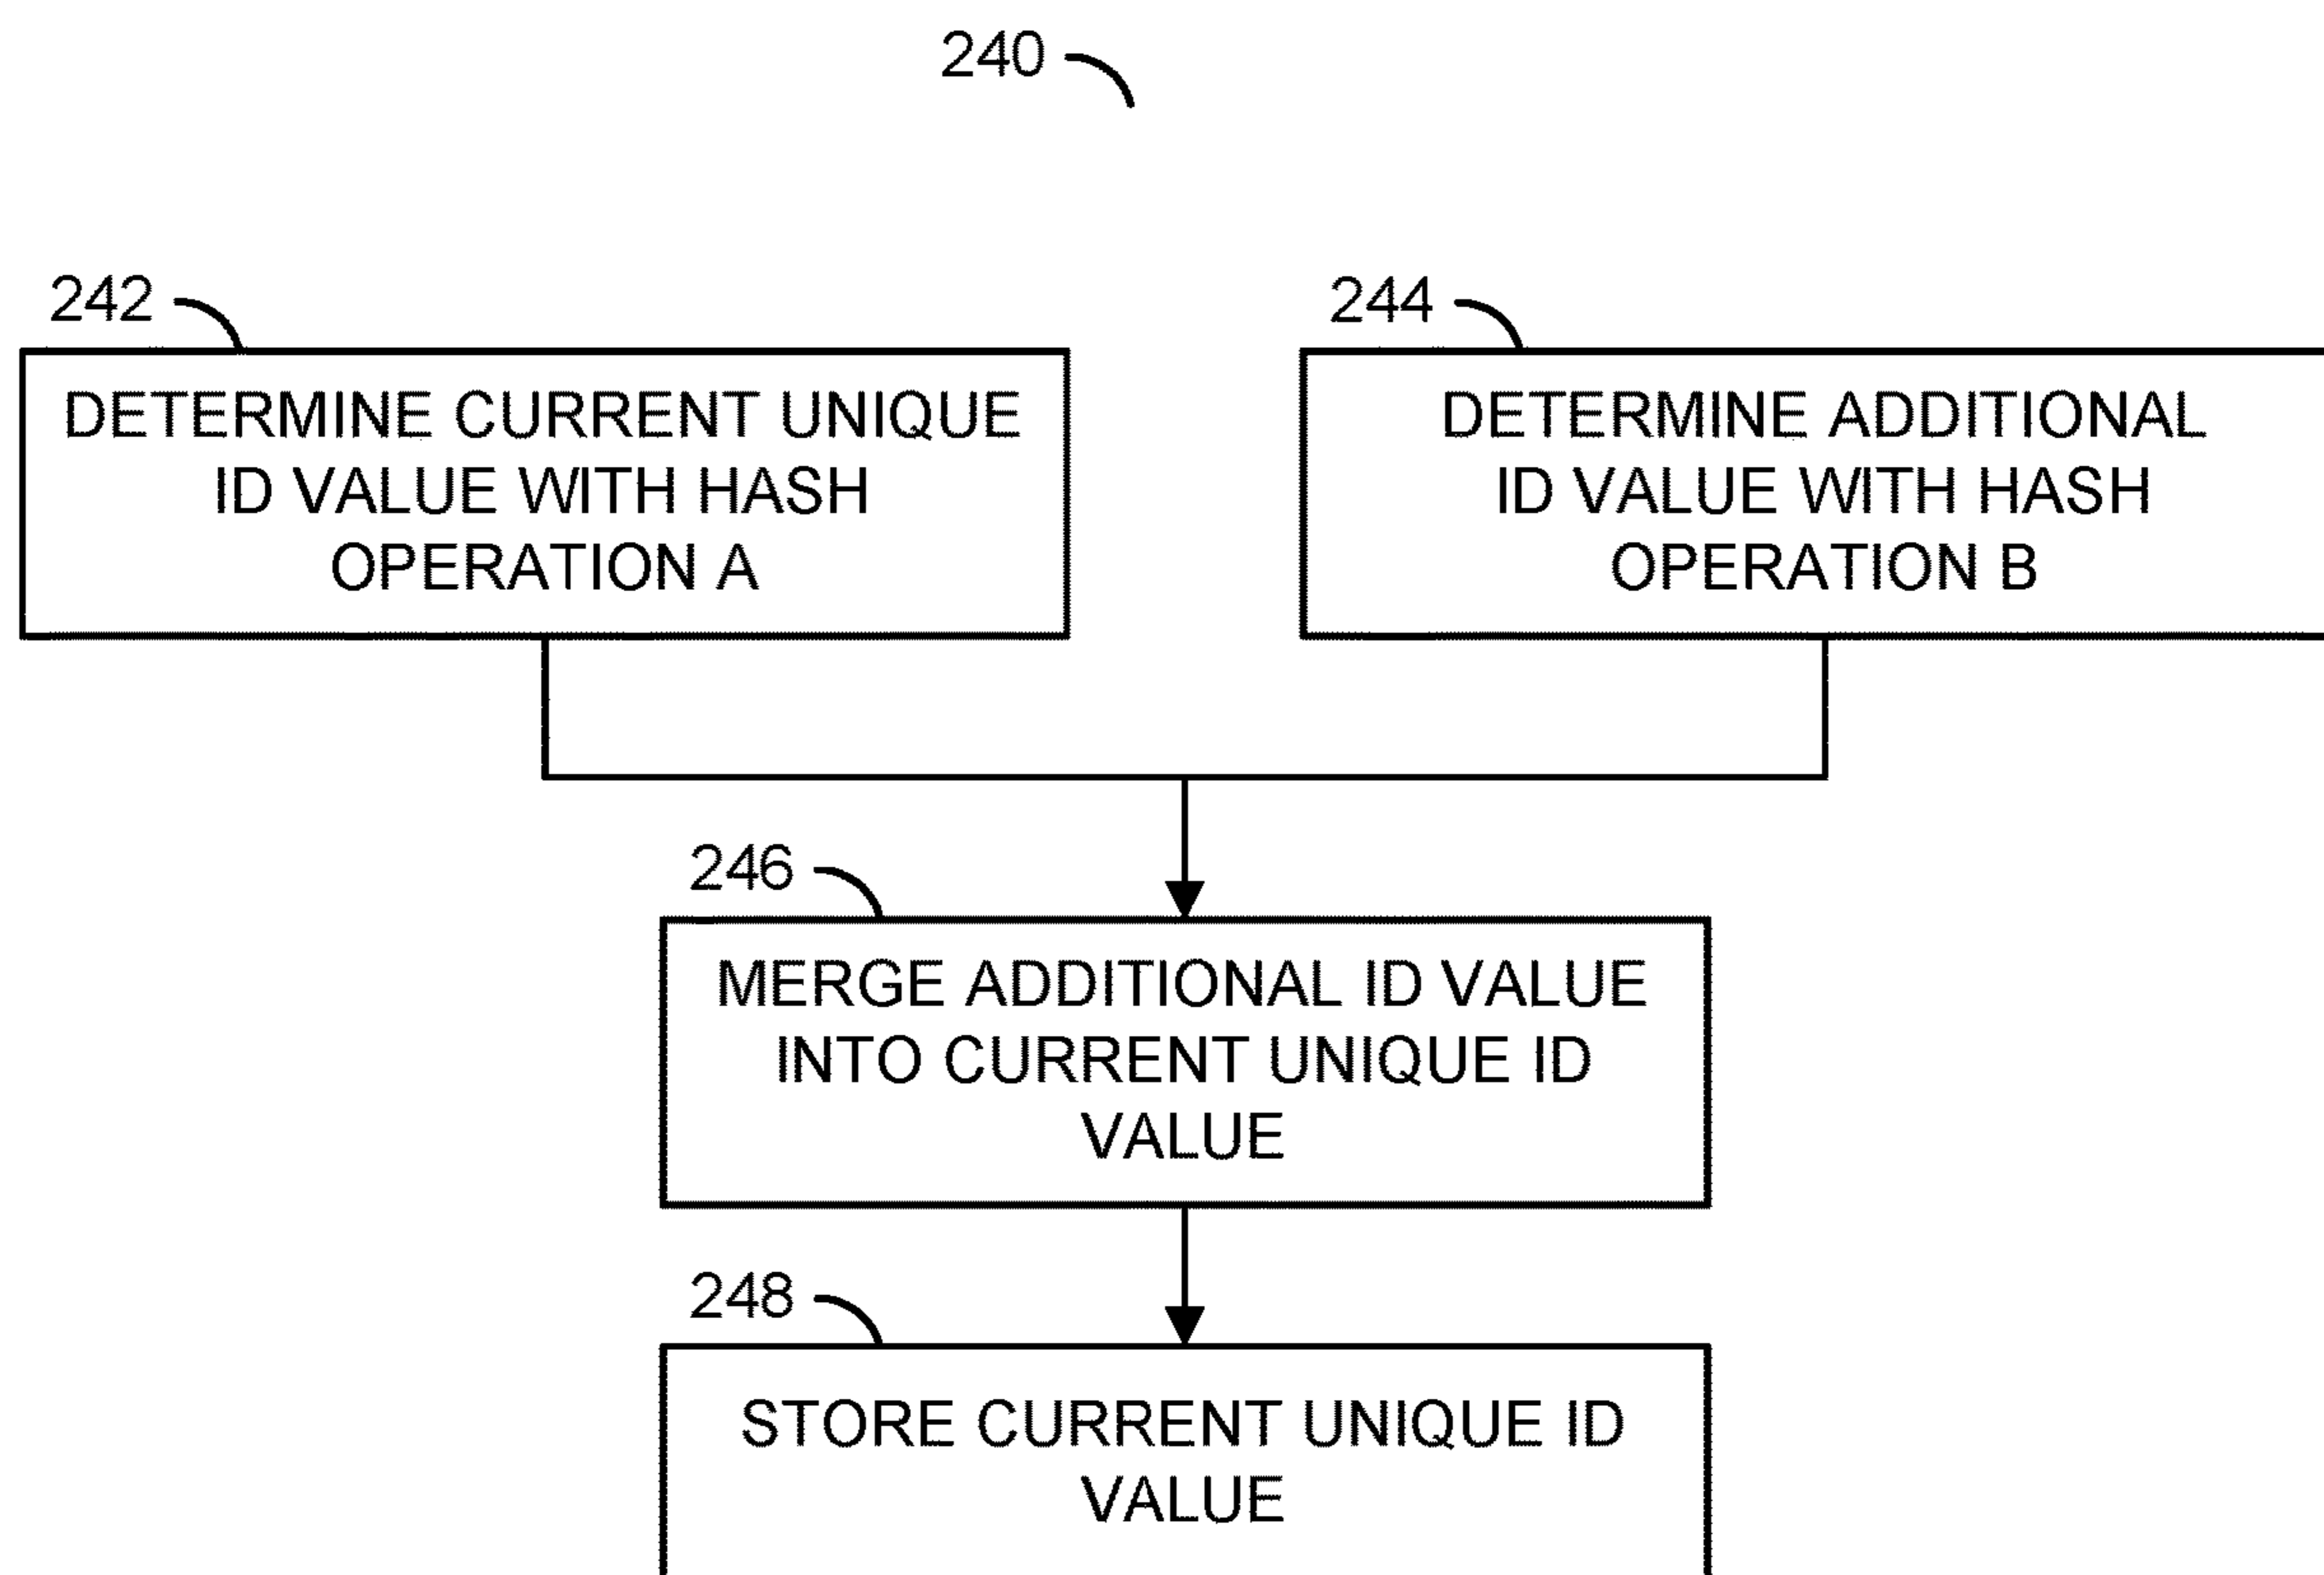 240
242
DETERMINE CURRENT UNIQUE
ID VALUE WITH HASH
OPERATION A
244
DETERMINE ADDITIONAL
ID VALUE WITH HASH
OPERATION B
246
MERGE ADDITIONAL ID VALUE
INTO CURRENT UNIQUE ID
VALUE
248
STORE CURRENT UNIQUE ID
VALUE